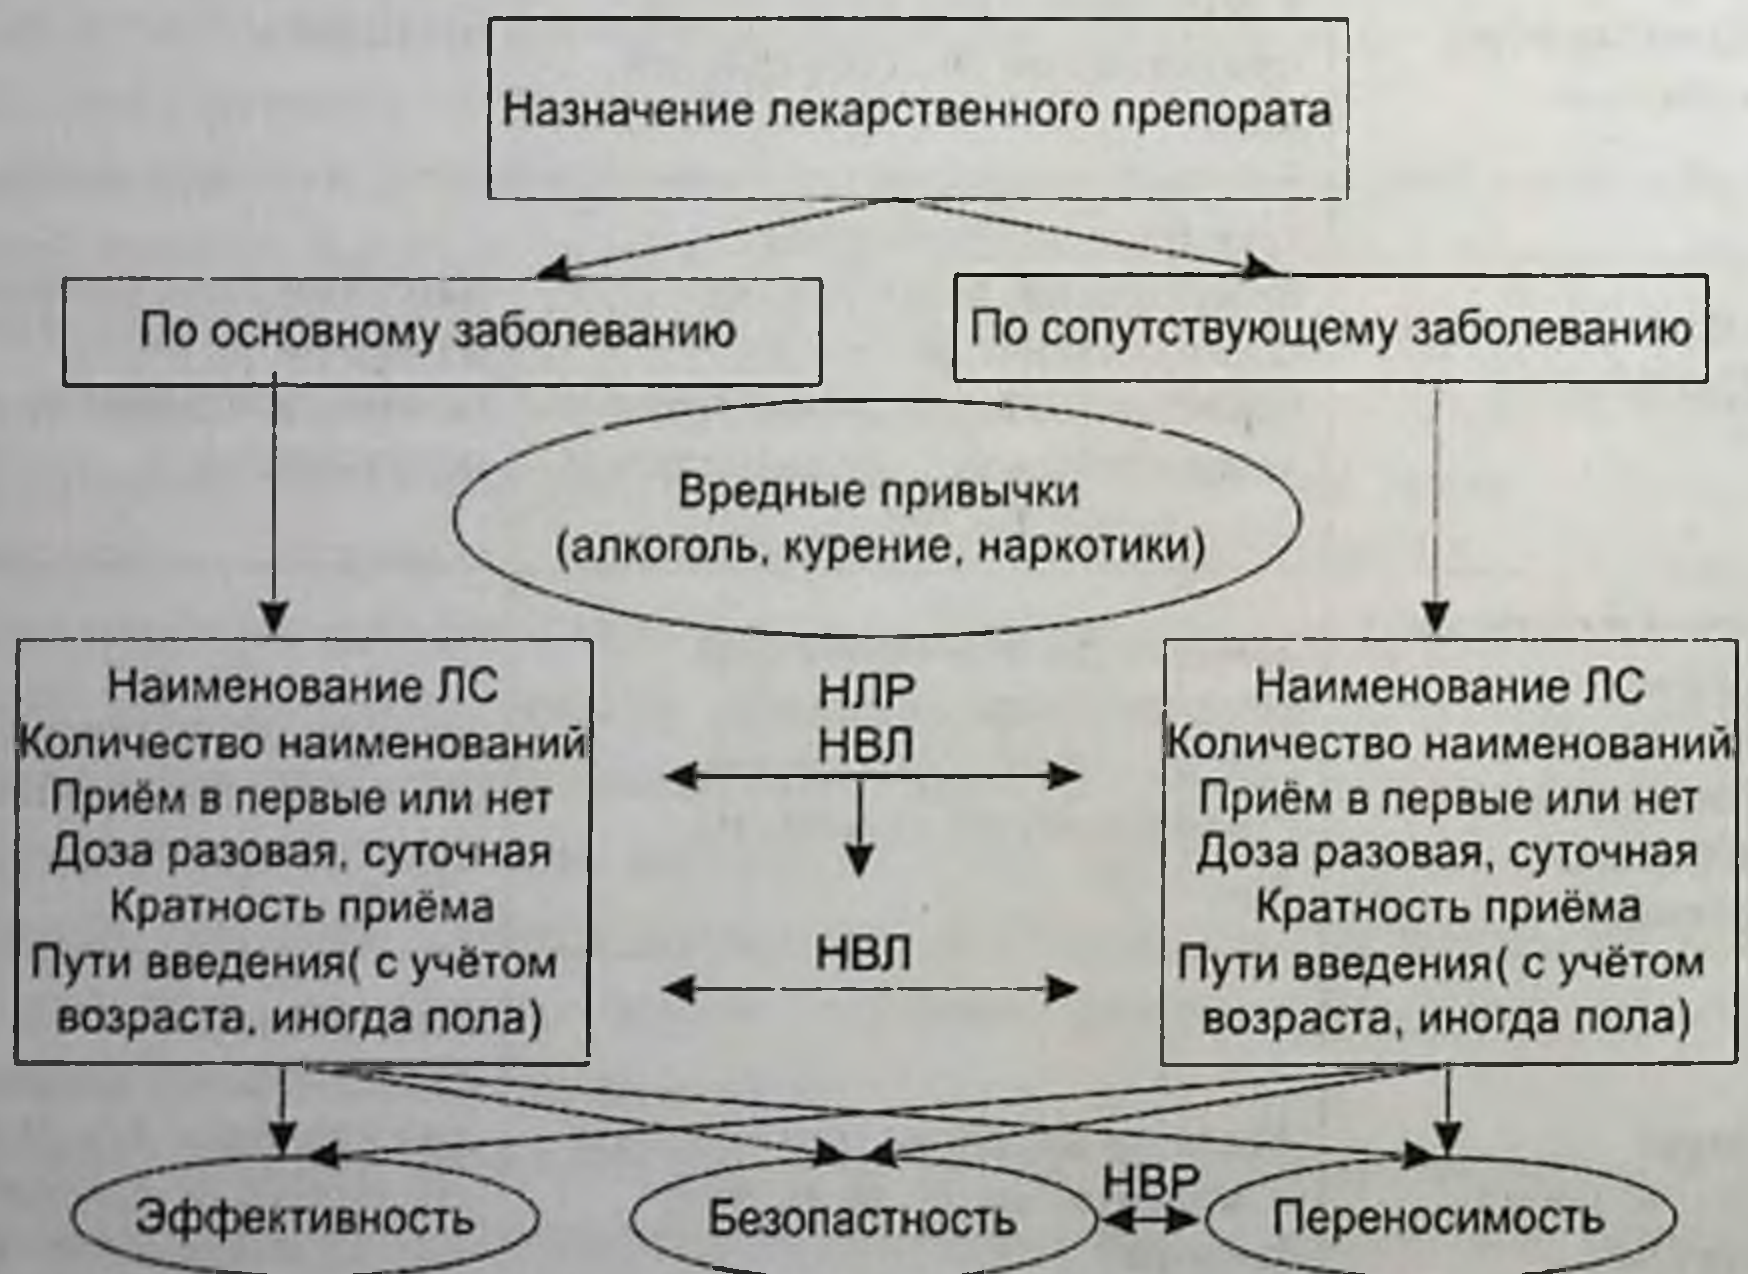 Назначение лекарственного препората
По основному заболеванию
По сопутствующему заболеванию
Вредные привычки
(алкоголь, курение, наркотики)
Наименование ЛС
Количество наименований
Приём в первые или нет
Доза разовая, суточная
Кратность приёма
Пути введения( с учётом
возраста, иногда пола)
НЛР
НВЛ
НВЛ
Наименование ЛС
Количество наименований
Приём в первые или нет
Доза разовая, суточная
Кратность приёма
Пути введения( с учётом
возраста, иногда пола)
Эффективность
Безопастность
НВР
Переносимость